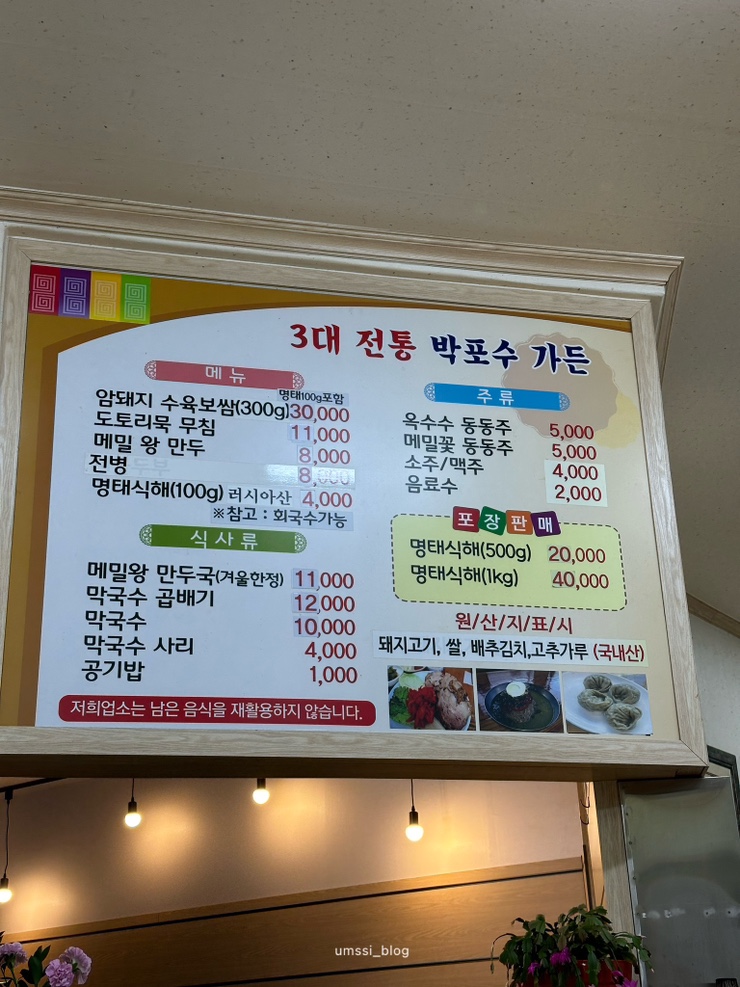 3대 전통 박포수 가든
메뉴
명태100g포함
암돼지 수육보쌈(300g) 30,000
도토리묵 무침 11,000
메밀 왕 만두 8,000
전병 8,000
명태식해(100g) 러시아산 4,000
※참고 : 회국수가능
식사류
메밀왕 만두국(겨울한정) 11,000
막국수 곱배기 12,000
막국수 10,000
막국수 사리 4,000
공기밥 1,000
저희업소는 남은 음식을 재활용하지 않습니다.
주류
옥수수 동동주 5,000
메밀꽃 동동주 5,000
소주/맥주 4,000
음료수 2,000
포장판매
명태식해(500g) 20,000
명태식해(1kg) 40,000
원/산/지/표/시
돼지고기, 쌀, 배추김치,고추가루 (국내산)
umssi_blog